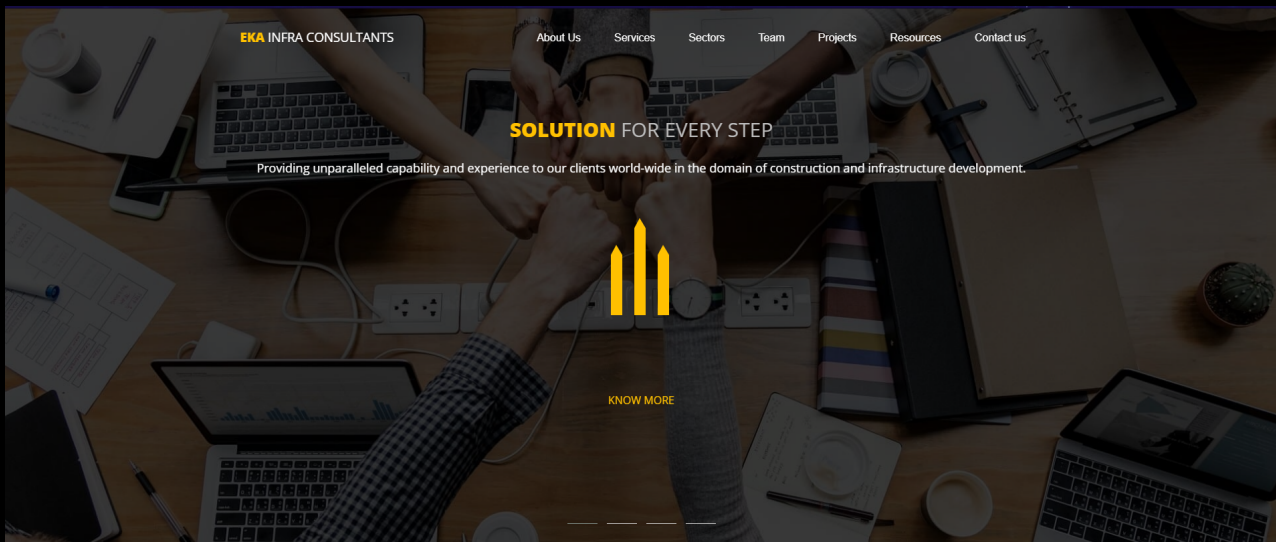 EKA INFRA CONSULTANTS
About Us Services Sectors Team Projects Resources Contact us
SOLUTION FOR EVERY STEP
Providing unparalleled capability and experience to our clients world-wide in the domain of construction and infrastructure development.
KNOW MORE